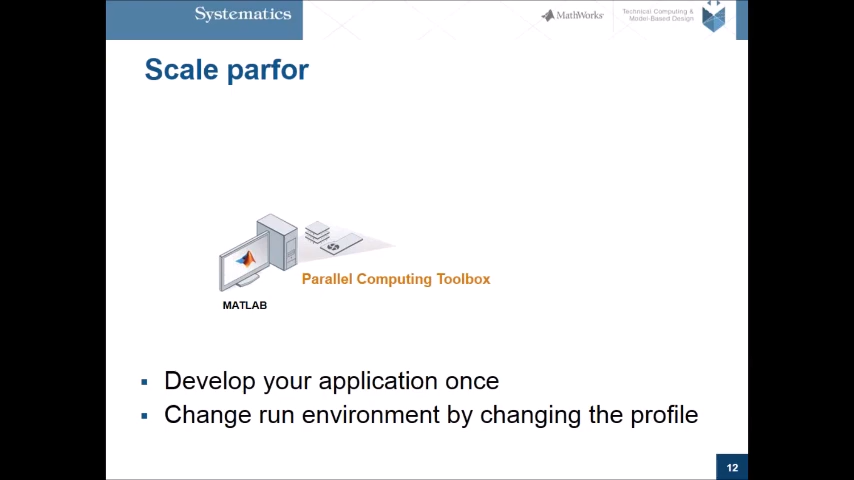 Systematics
MathWorks
Technical Computing &
Model-Based Design
Scale parfor
Parallel Computing Toolbox
MATLAB
▪ Develop your application once
▪ Change run environment by changing the profile
12